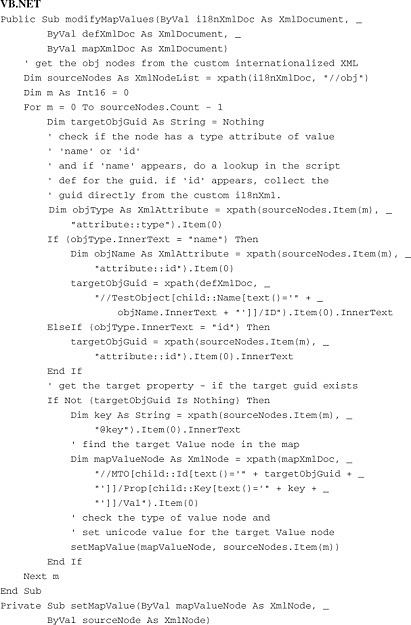 VB.NET
Public Sub modifyMapValues(ByVal i18nXmlDoc As XmlDocument, _
        ByVal defXmlDoc As XmlDocument, _
        ByVal mapXmlDoc As XmlDocument)
    ' get the obj nodes from the custom internationalized XML
    Dim sourceNodes As XmlNodeList = xpath(i18nXmlDoc, "//obj")
    Dim m As Int16 = 0
    For m = 0 To sourceNodes.Count - 1
        Dim targetObjGuid As String = Nothing
        ' check if the node has a type attribute of value
        ' 'name' or 'id'
        ' and if 'name' appears, do a lookup in the script
        ' def for the guid. if 'id' appears, collect the
        ' guid directly from the custom i18nXml.
        Dim objType As XmlAttribute = xpath(sourceNodes.Item(m), _
            "attribute::type").Item(0)
        If (objType.InnerText = "name") Then
            Dim objName As XmlAttribute = xpath(sourceNodes.Item(m), _
                "attribute::id").Item(0)
            targetObjGuid = xpath(defXmlDoc, _
                "//TestObject[child::Name[text()='" + _
                    objName.InnerText + "']]/ID").Item(0).InnerText
        ElseIf (objType.InnerText = "id") Then
            targetObjGuid = xpath(sourceNodes.Item(m), _
                "attribute::id").Item(0).InnerText
        End If
        ' get the target property - if the target guid exists
        If Not (targetObjGuid Is Nothing) Then
            Dim key As String = xpath(sourceNodes.Item(m), _
                "@key").Item(0).InnerText
            ' find the target Value node in the map
            Dim mapValueNode As XmlNode = xpath(mapXmlDoc, _
                "//MTO[child::Id[text()='" + targetObjGuid + _
                "']]/Prop[child::Key[text()='" + key + _
                "']]/Val").Item(0)
            ' check the type of value node and
            ' set unicode value for the target Value node
            setMapValue(mapValueNode, sourceNodes.Item(m))
        End If
    Next m
End Sub
Private Sub setMapValue(ByVal mapValueNode As XmlNode, _
        ByVal sourceNode As XmlNode)